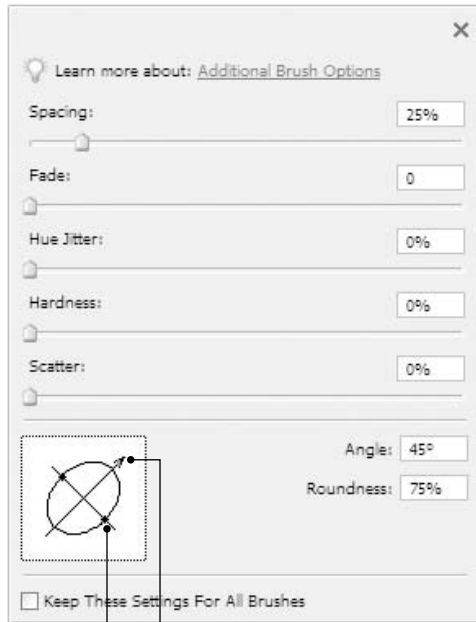 Learn more about: Additional Brush Options
Spacing: 25%
Fade: 0
Hue Jitter: 0%
Hardness: 0%
Scatter: 0%
Angle: 45º
Roundness: 75%
Keep These Settings For All Brushes